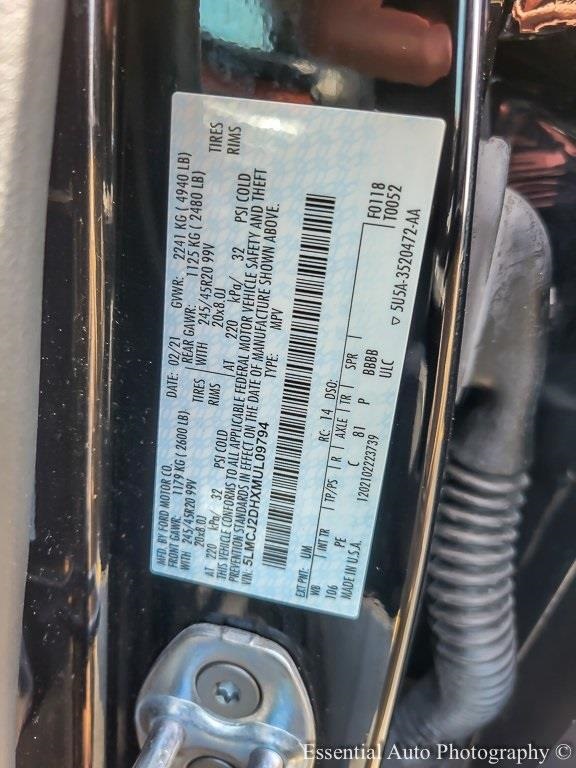 MFD. BY FORD MOTOR CO.
DATE: 02/21 GVWR: 2241 KG ( 4940 LB)
FRONT GAWR: 1179 KG ( 2600 LB) REAR GAWR: 1125 KG ( 2480 LB)
WITH 245/45R20 99V TIRES WITH 245/45R20 99V TIRES
20x8.0J RIMS 20x8.0J RIMS
AT 220 kPa/ 32 PSI COLD AT 220 kPa/ 32 PSI COLD
THIS VEHICLE CONFORMS TO ALL APPLICABLE FEDERAL MOTOR VEHICLE SAFETY AND THEFT
PREVENTION STANDARDS IN EFFECT ON THE DATE OF MANUFACTURE SHOWN ABOVE.
VIN: 5LMCJ2DHXMUL09794 TYPE: MPV
EXT PNT: UM RC: 14 DSO: F0118
WB INT TR TP/PS R AXLE TR SPR T0052
106 PE C 81 P BBBB
MADE IN U.S.A. 1202102223739 ULC ▽ 5U5A-3520472-AA
Essential Auto Photography ©